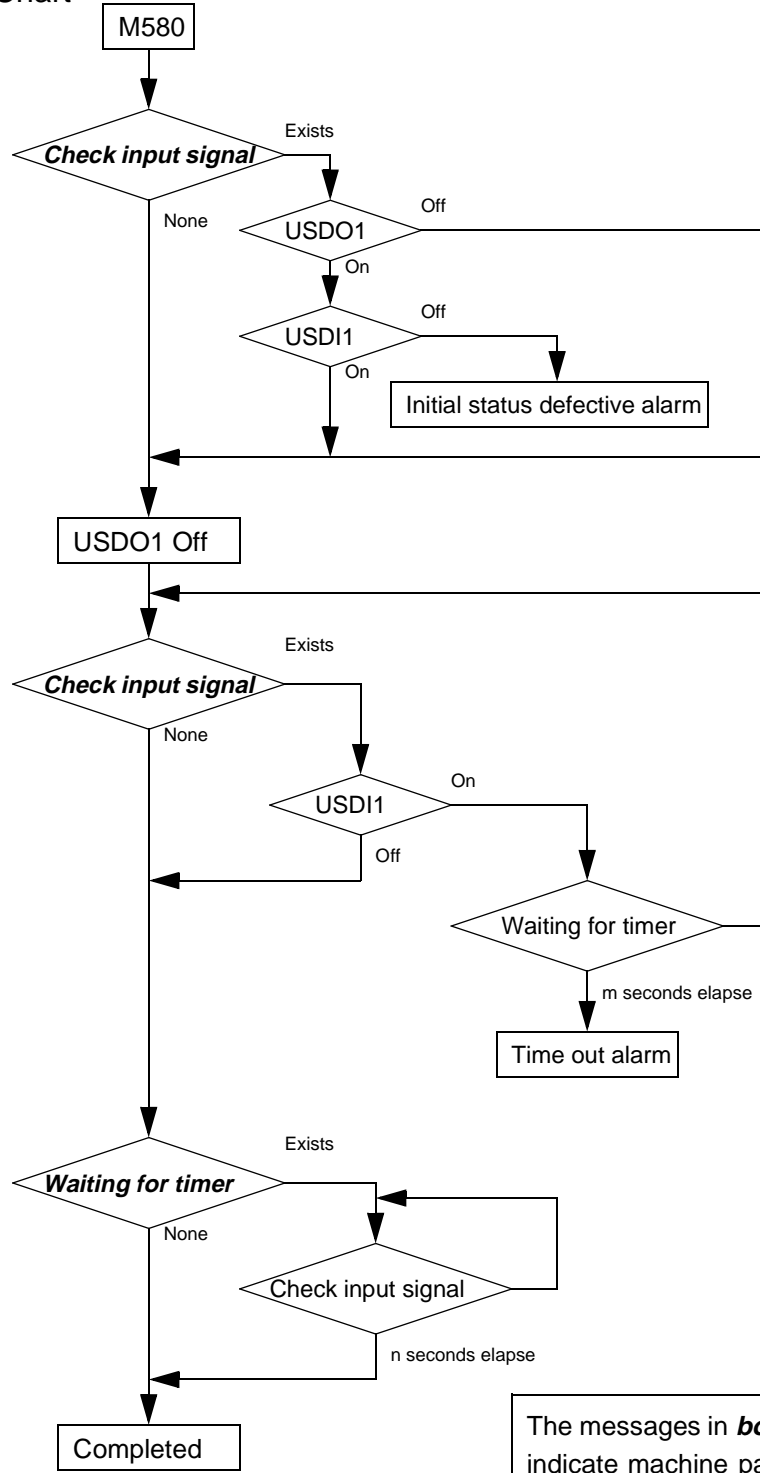 M580
Check input signal
Exists
None
USDO1
Off
On
USDI1
Off
On
Initial status defective alarm
USDO1 Off
Check input signal
Exists
None
USDI1
On
Off
Waiting for timer
m seconds elapse
Time out alarm
Waiting for timer
Exists
None
Check input signal
n seconds elapse
Completed
The messages in
indicate machine